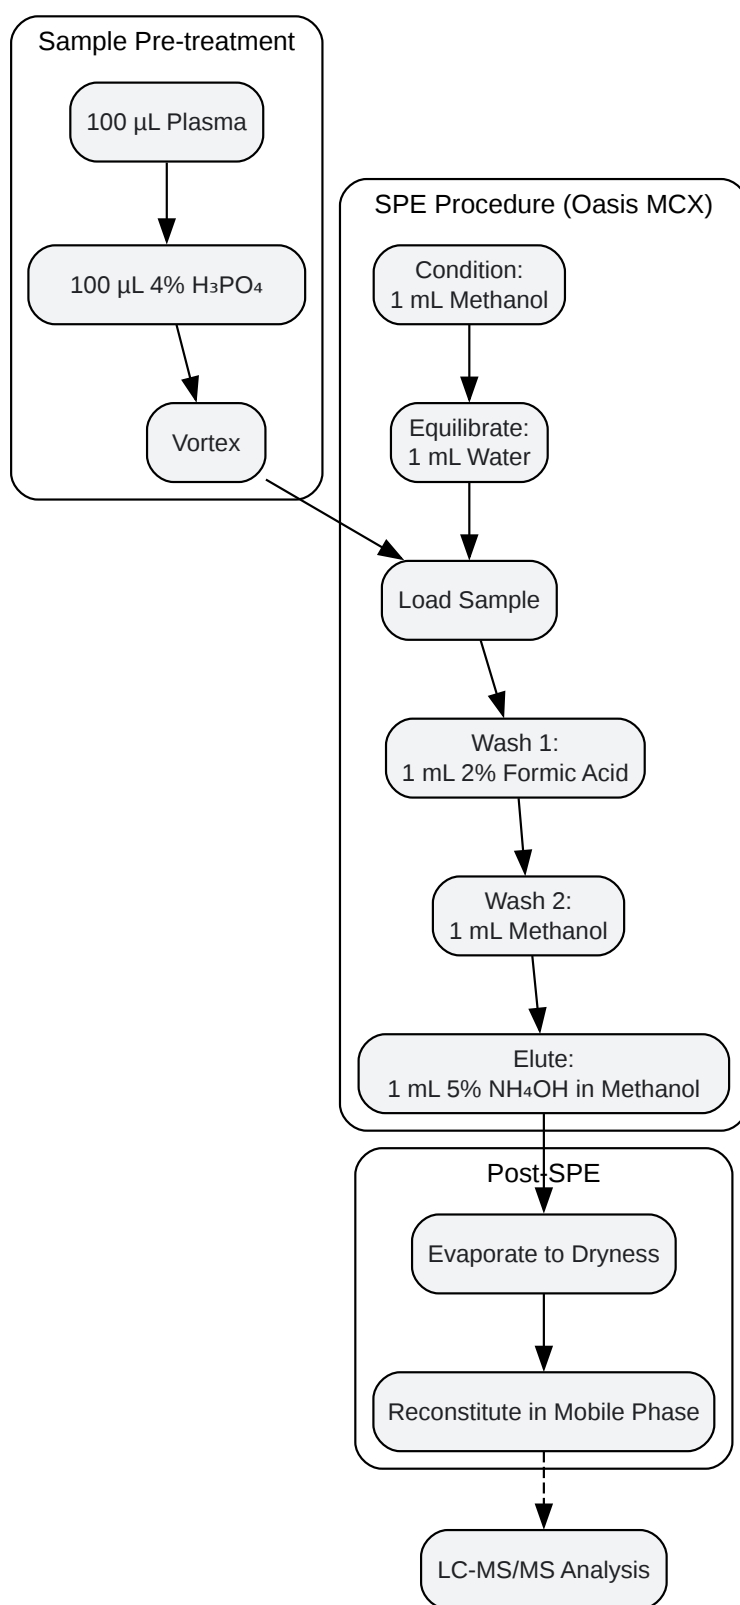 Sample Pre-treatment
100 µL Plasma
100 µL 4% H₃PO₄
Vortex
SPE Procedure (Oasis MCX)
Condition:
1 mL Methanol
Equilibrate:
1 mL Water
Load Sample
Wash 1:
1 mL 2% Formic Acid
Wash 2:
1 mL Methanol
Elute:
1 mL 5% NH₄OH in Methanol
Post-SPE
Evaporate to Dryness
Reconstitute in Mobile Phase
LC-MS/MS Analysis